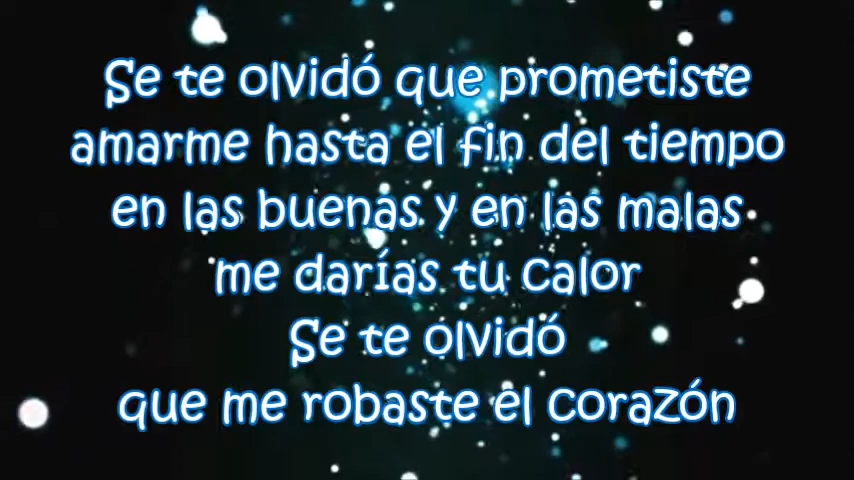 Se te olvidó que prometiste
amarme hasta el fin del tiempo
en las buenas y en las malas
me darías tu calor
Se te olvidó
que me robaste el corazón